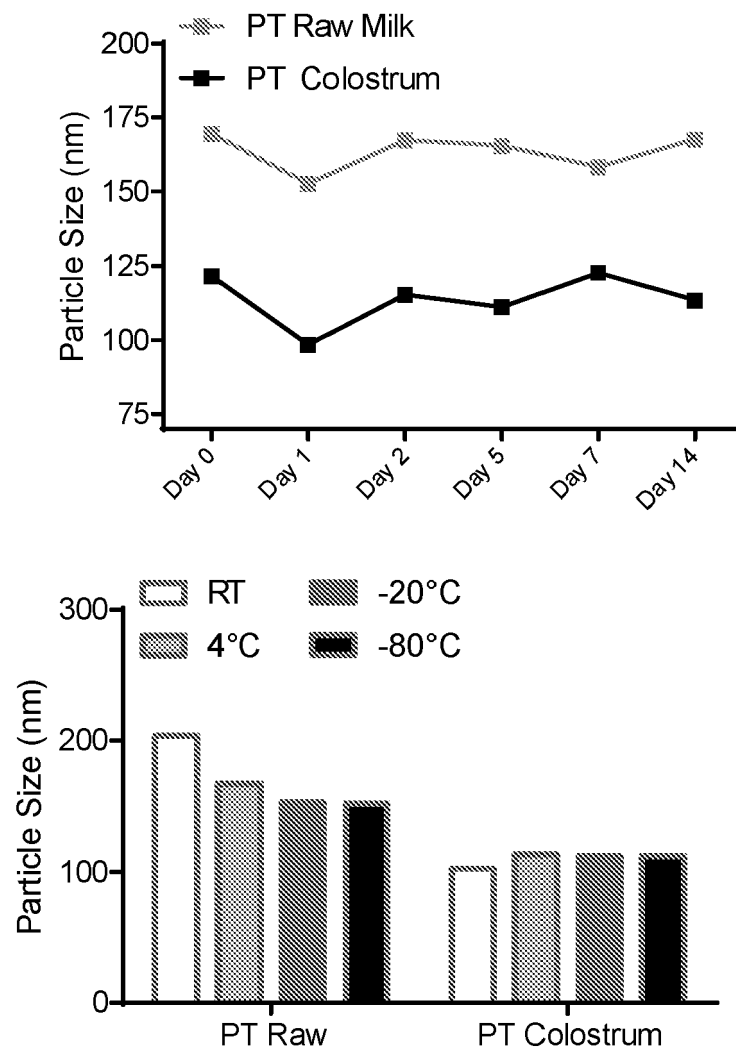 PT Raw Milk
PT Colostrum
200
175
150
125
100
75
Particle Size (nm)
Day 0
Day 1
Day 2
Day 5
Day 7
Day 14
RT
-20°C
4°C
-80°C
300
200
100
0
Particle Size (nm)
PT Raw
PT Colostrum